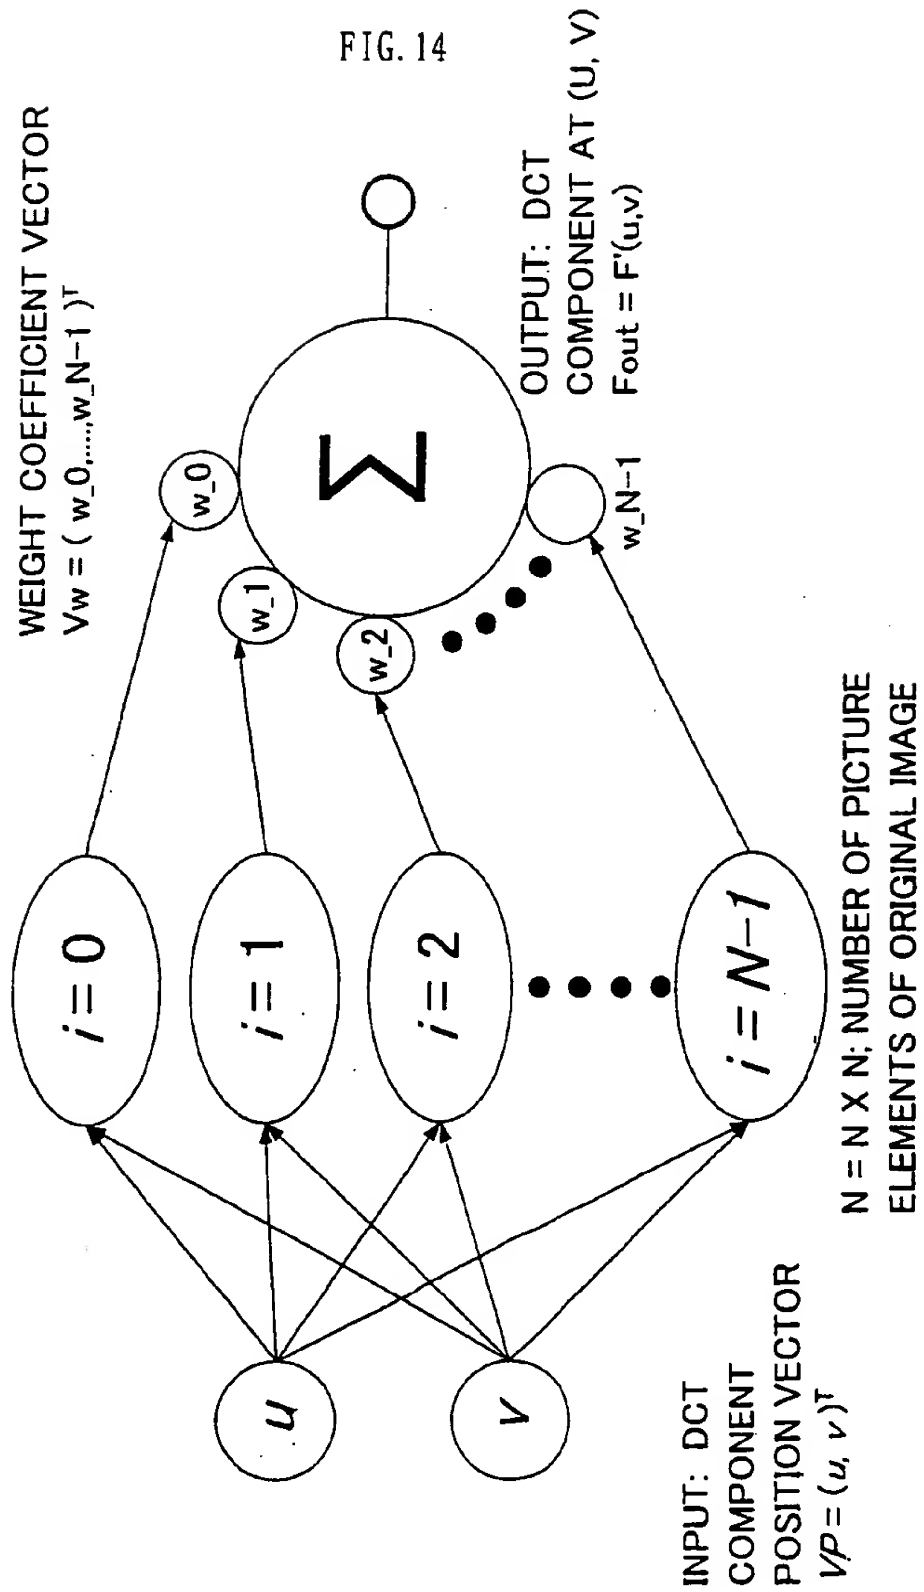 FIG. 14
WEIGHT COEFFICIENT VECTOR
Vw = ( w_0,....,w_N-1 )ᵀ
w_0
w_1
w_2
w_N-1
Σ
OUTPUT: DCT
COMPONENT AT (U, V)
Fout = F'(u,v)
i = 0
i = 1
i = 2
i = N-1
N = N X N; NUMBER OF PICTURE
ELEMENTS OF ORIGINAL IMAGE
u
v
INPUT: DCT
COMPONENT
POSITION VECTOR
VP = (u, v)ᵀ